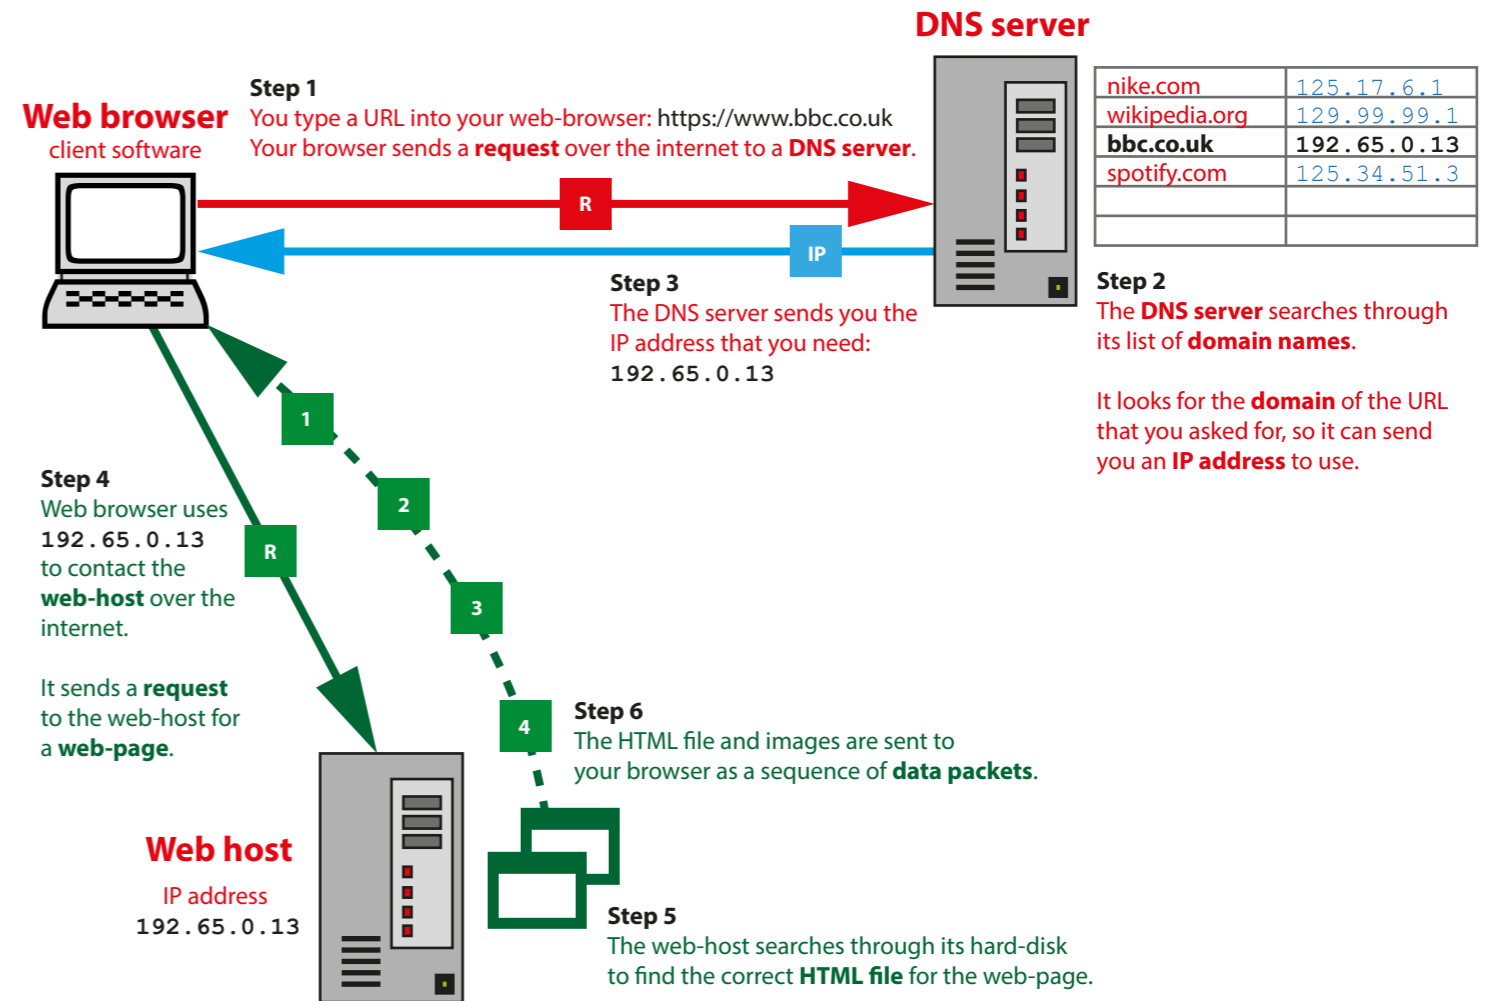 DNS server
Step 1
You type a URL into your web-browser: https://www.bbc.co.uk
Your browser sends a request over the internet to a DNS server.
Web browser
client software
R
IP
nike.com 125.17.6.1
wikipedia.org 129.99.99.1
bbc.co.uk 192.65.0.13
spotify.com 125.34.51.3
Step 2
The DNS server searches through
its list of domain names.
It looks for the domain of the URL
that you asked for, so it can send
you an IP address to use.
Step 3
The DNS server sends you the
IP address that you need:
192.65.0.13
Step 4
Web browser uses
192.65.0.13
to contact the
web-host over the
internet.
It sends a request
to the web-host for
a web-page.
R
1
2
3
4
Web host
IP address
192.65.0.13
Step 5
The web-host searches through its hard-disk
to find the correct HTML file for the web-page.
Step 6
The HTML file and images are sent to
your browser as a sequence of data packets.